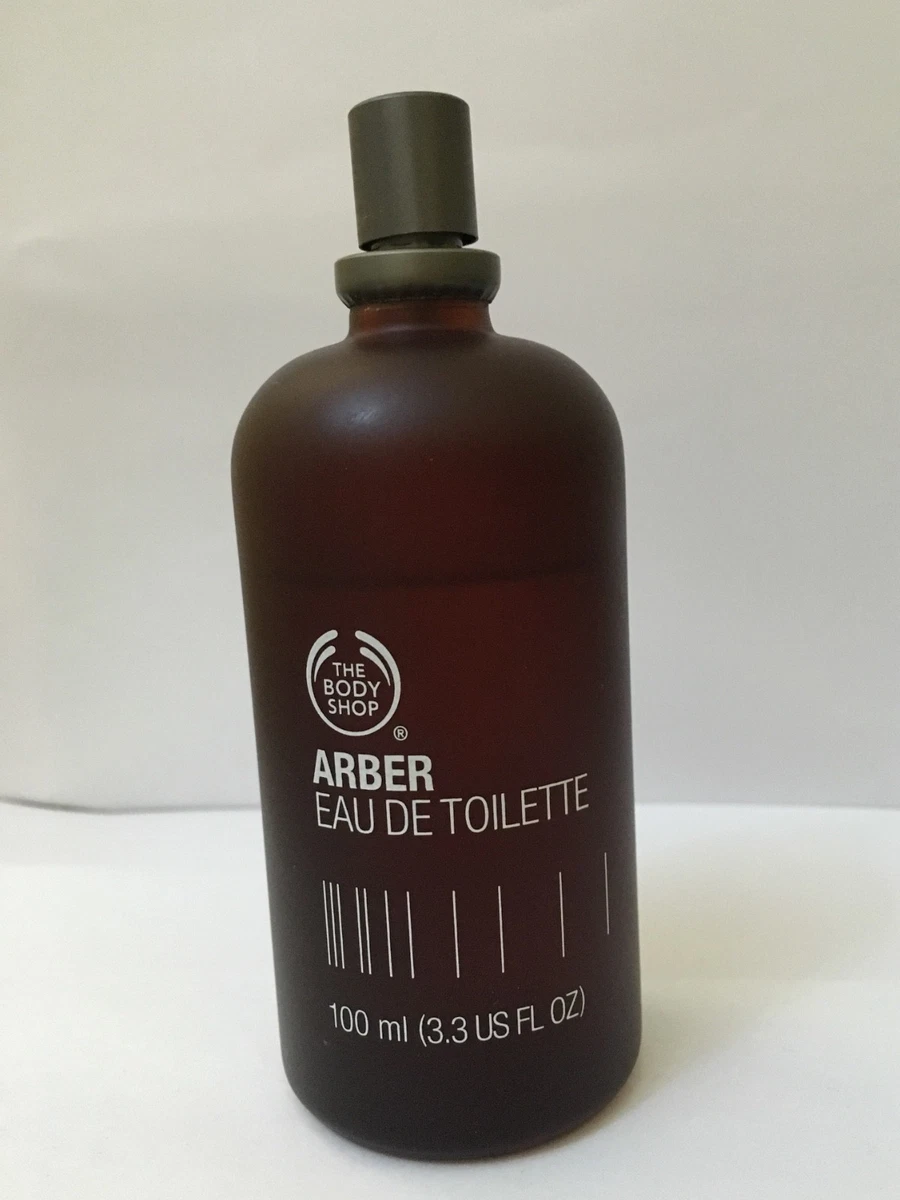 THE
BODY
SHOP
®
ARBER
EAU DE TOILETTE
100 ml (3.3 US FL OZ)